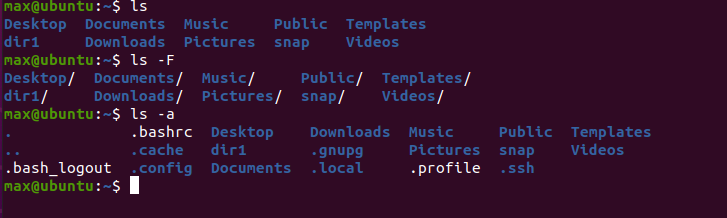 max@ubuntu:~$ ls
Desktop Documents Music Public Templates
dir1 Downloads Pictures snap Videos
max@ubuntu:~$ ls -F
Desktop/ Documents/ Music/ Public/ Templates/
dir1/ Downloads/ Pictures/ snap/ Videos/
max@ubuntu:~$ ls -a
. .bashrc Desktop Downloads Music Public Templates
.. .cache dir1 .gnupg Pictures snap Videos
.bash_logout .config Documents .local .profile .ssh
max@ubuntu:~$